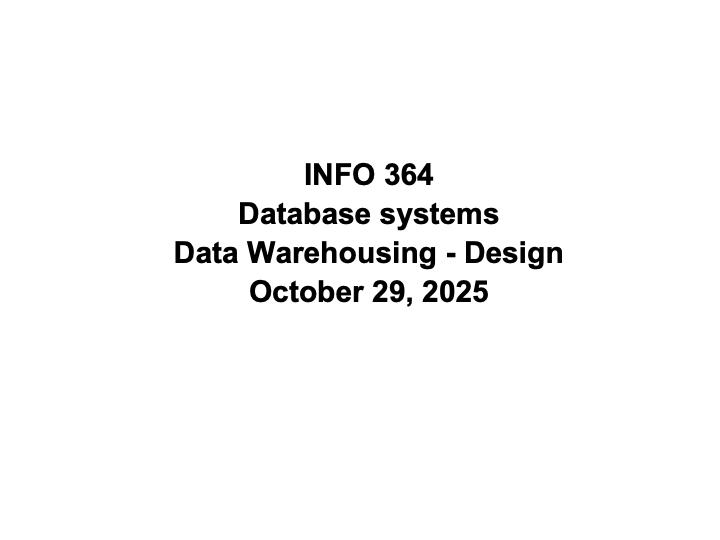 INFO 364
Database systems
Data Warehousing - Design
October 29, 2025